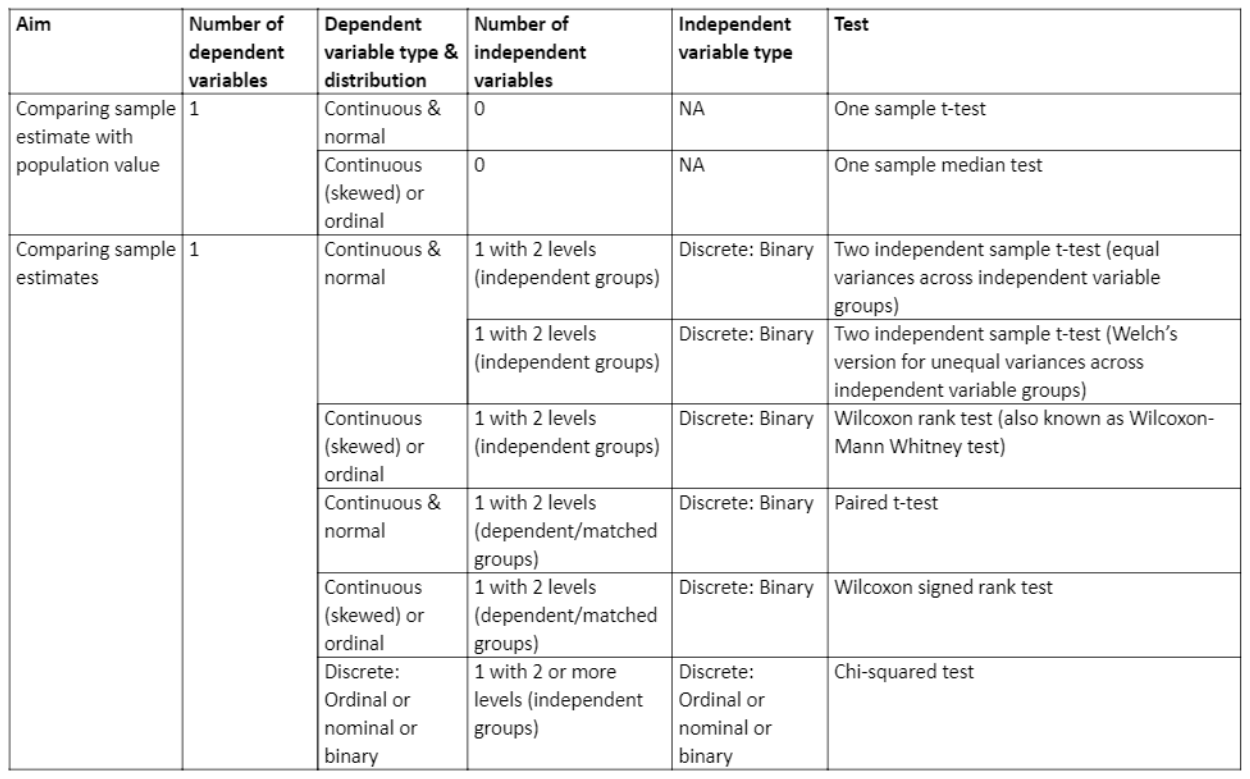 Aim
Number of
dependent
variables
Dependent
variable type &
distribution
Number of
independent
variables
Independent
variable type
Test
Comparing sample
estimate with
population value
1
Continuous &
normal
0
NA
One sample t-test
Continuous
(skewed) or
ordinal
0
NA
One sample median test
Comparing sample
estimates
1
Continuous &
normal
1 with 2 levels
(independent groups)
Discrete: Binary
Two independent sample t-test (equal
variances across independent variable
groups)
1 with 2 levels
(independent groups)
Discrete: Binary
Two independent sample t-test (Welch’s
version for unequal variances across
independent variable groups)
Continuous
(skewed) or
ordinal
1 with 2 levels
(independent groups)
Discrete: Binary
Wilcoxon rank test (also known as Wilcoxon-
Mann Whitney test)
Continuous &
normal
1 with 2 levels
(dependent/matched
groups)
Discrete: Binary
Paired t-test
Continuous
(skewed) or
ordinal
1 with 2 levels
(dependent/matched
groups)
Discrete: Binary
Wilcoxon signed rank test
Discrete:
Ordinal or
nominal or
binary
1 with 2 or more
levels (independent
groups)
Discrete:
Ordinal or
nominal or
binary
Chi-squared test